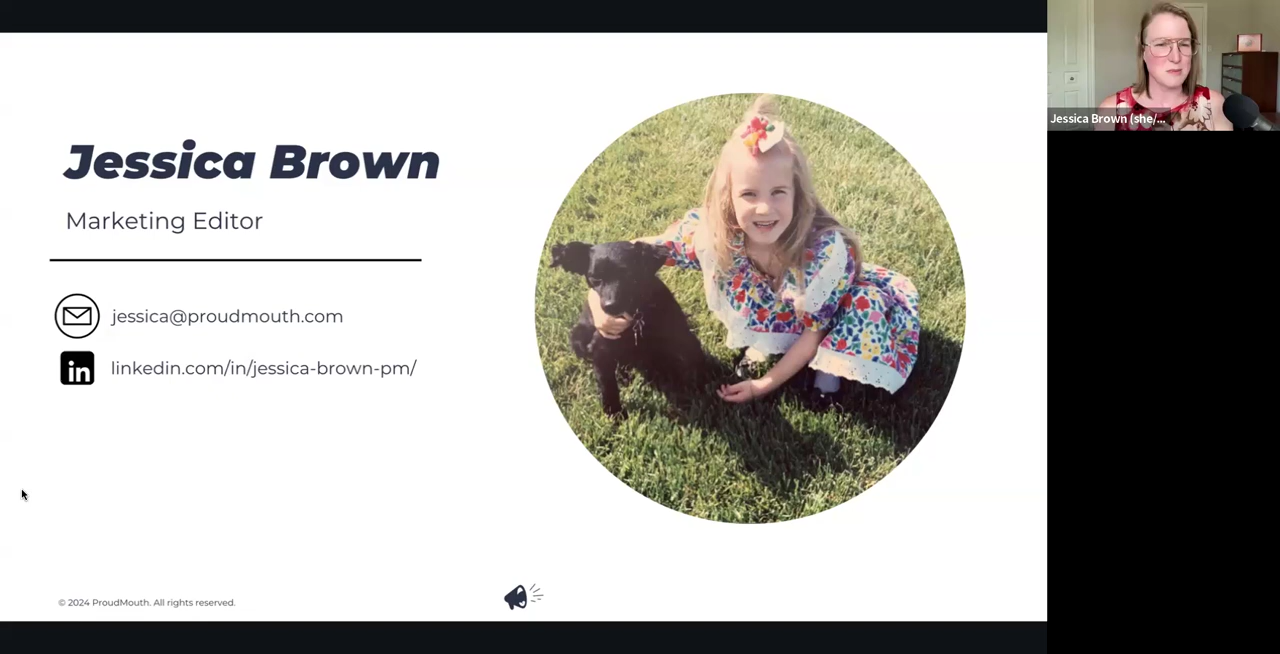 Jessica Brown
Marketing Editor
jessica@proudmouth.com
in
linkedin.com/in/jessica-brown-pm/
© 2024 ProudMouth. All rights reserved.
Jessica Brown (she/...